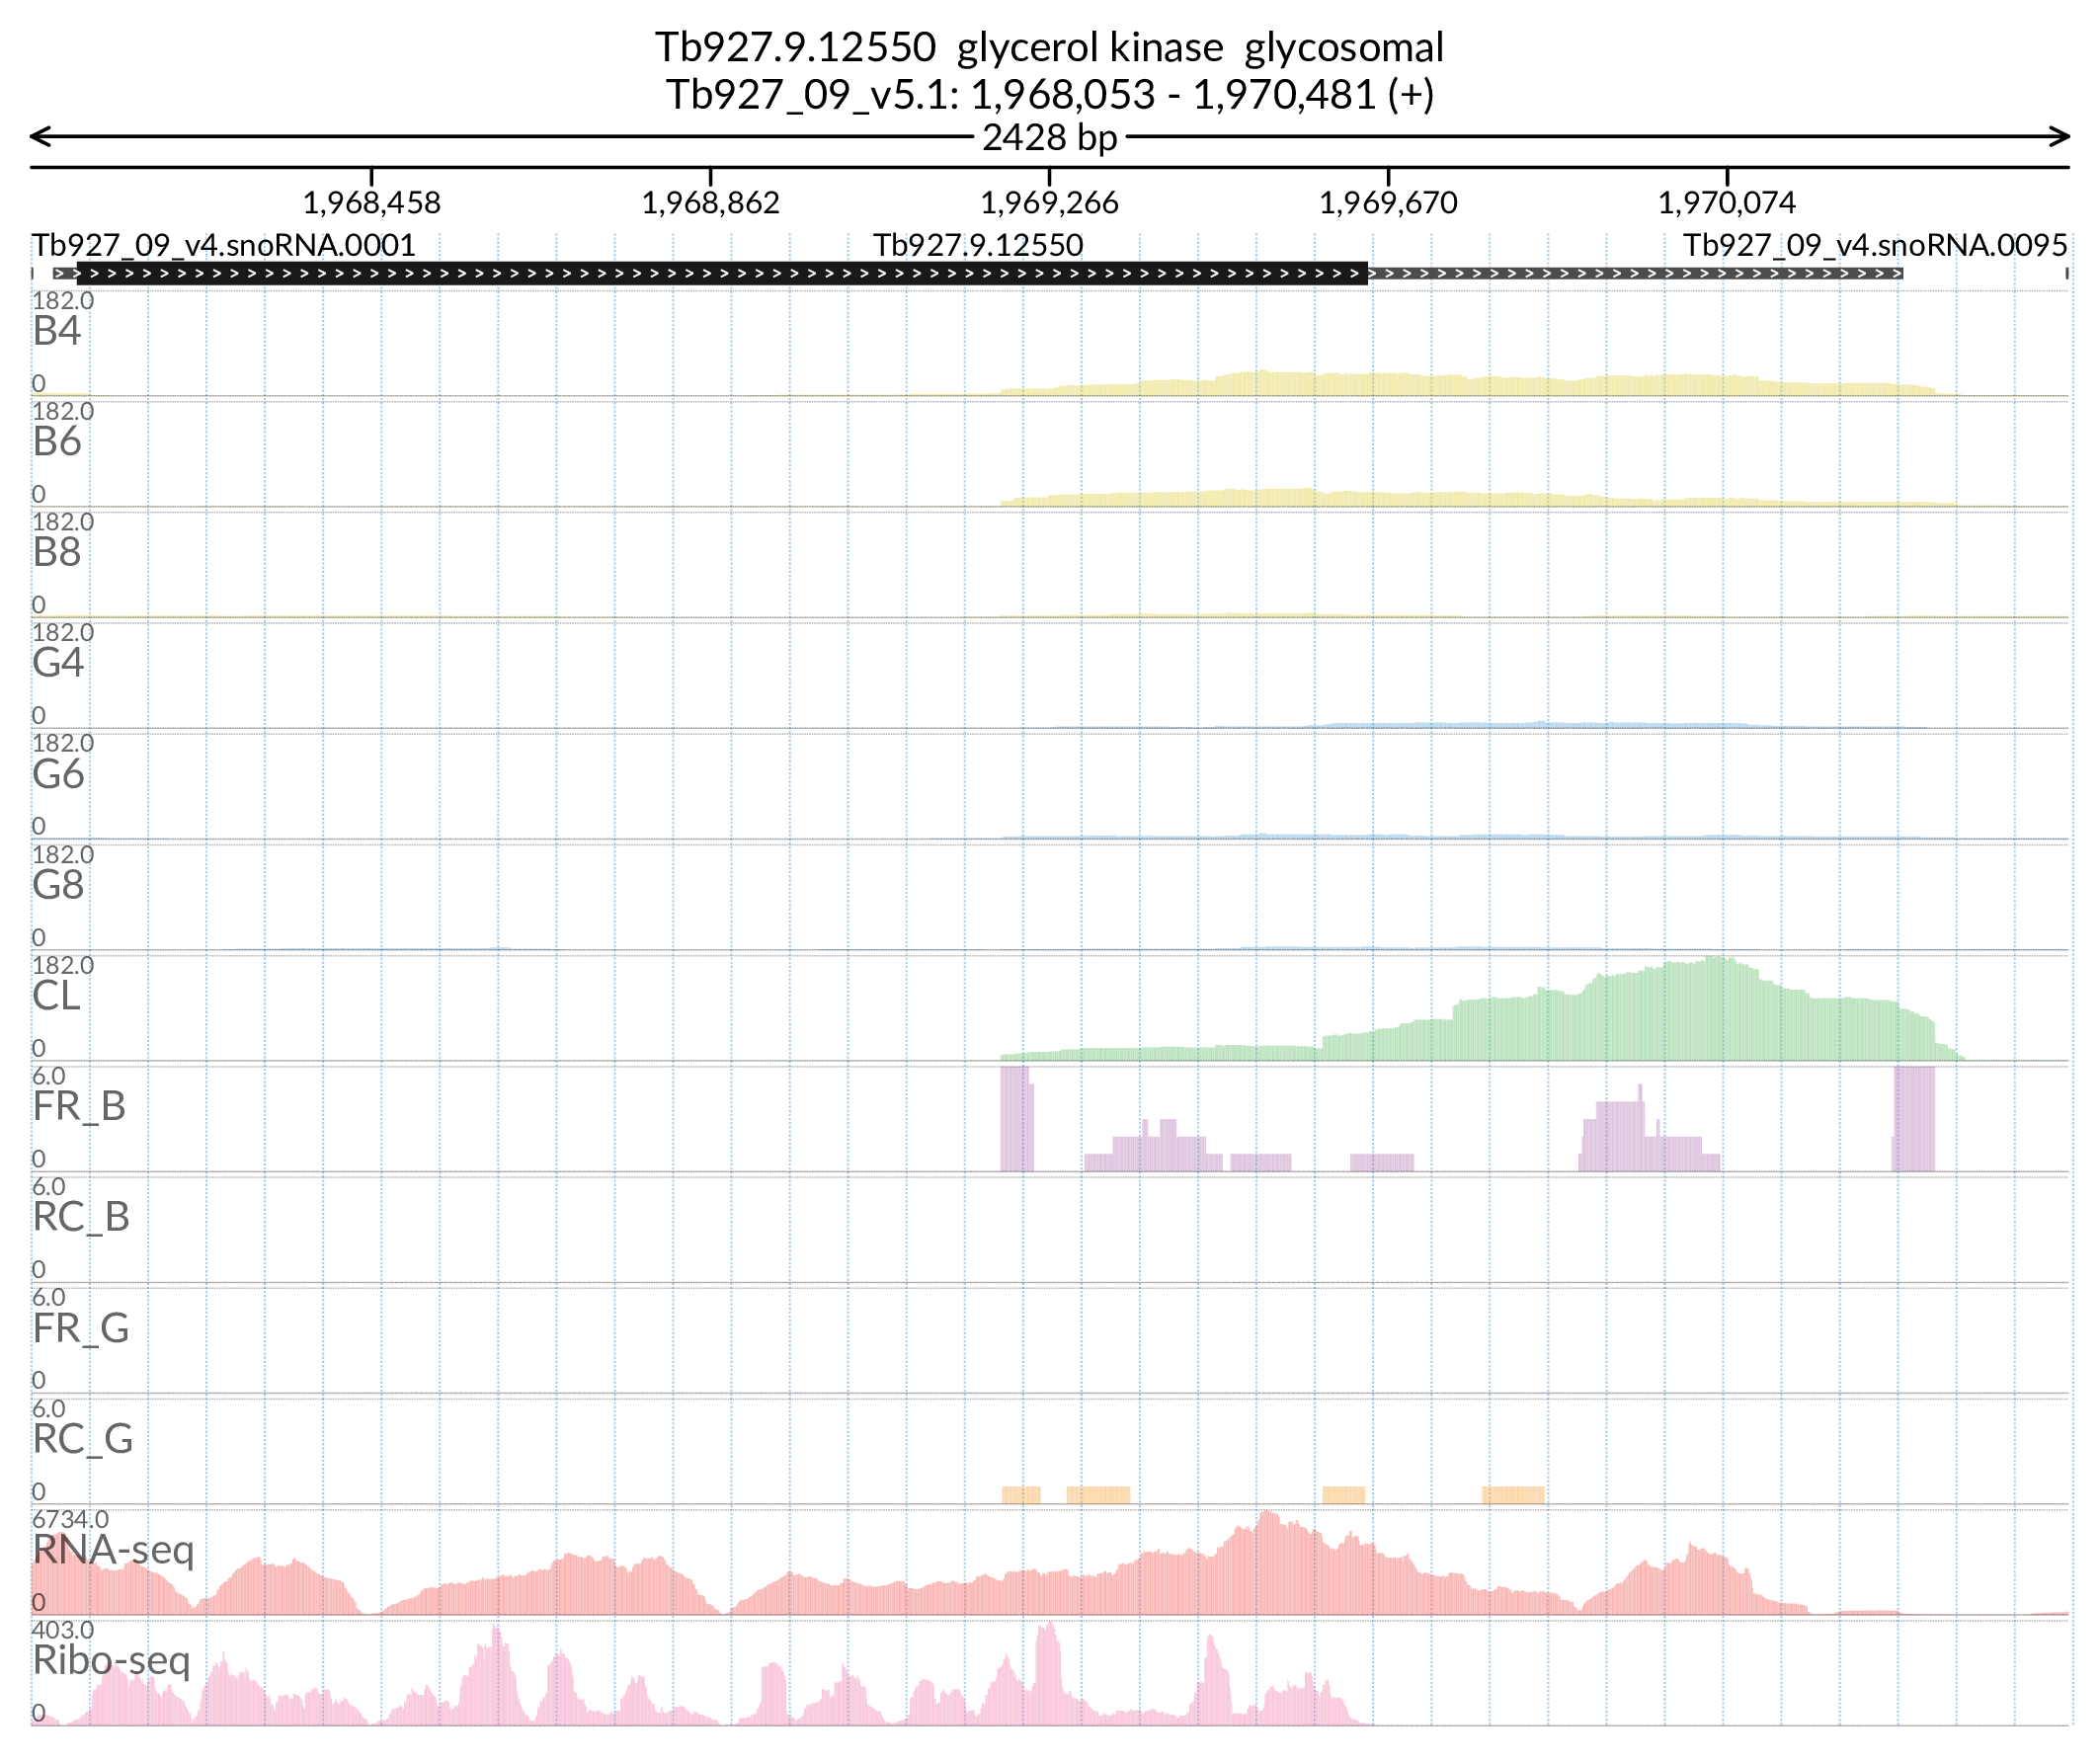 Tb927.9.12550  glycerol kinase  glycosomal
Tb927_09_v5.1: 1,968,053 - 1,970,481 (+)
2428 bp
1,968,458 1,968,862 1,969,266 1,969,670 1,970,074
Tb927_09_v4.snoRNA.0001 Tb927.9.12550 Tb927_09_v4.snoRNA.0095
182.0
B4
0
182.0
B6
0
182.0
B8
0
182.0
G4
0
182.0
G6
0
182.0
G8
0
182.0
CL
0
6.0
FR_B
0
6.0
RC_B
0
6.0
FR_G
0
6.0
RC_G
0
6734.0
RNA-seq
0
403.0
Ribo-seq
0